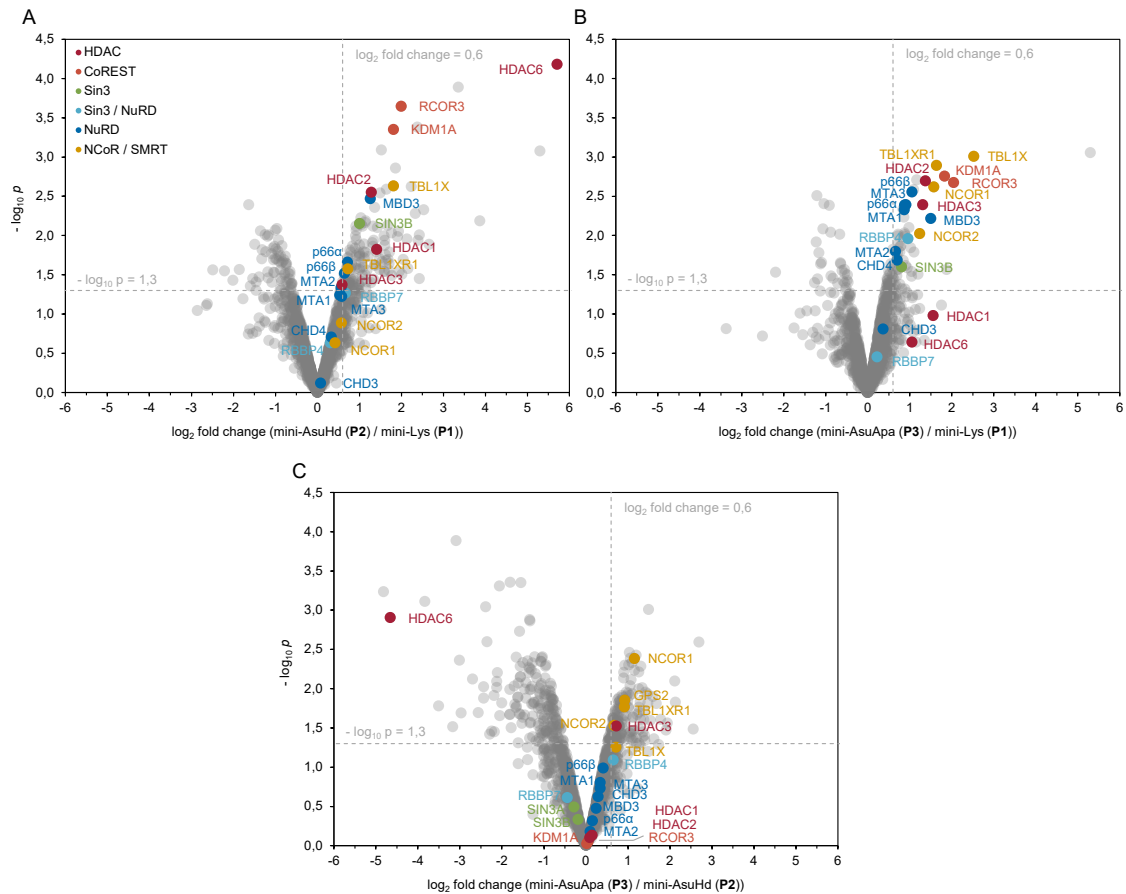 A
4,5
4,0
3,5
3,0
2,5
2,0
1,5
1,0
0,5
0,0
- log10 p
HDAC
CoREST
Sin3
Sin3 / NuRD
NuRD
NCoR / SMRT
log2 fold change = 0,6
HDAC6
RCOR3
KDM1A
HDAC2
TBL1X
MBD3
SIN3B
HDAC1
p66α
TBL1XR1
p66β
MTA2
HDAC3
- log10 p = 1,3
MTA1
RBBP7
MTA3
CHD4
NCOR2
RBBP4
NCOR1
CHD3
-6 -5 -4 -3 -2 -1 0 1 2 3 4 5 6
log2 fold change (mini-AsuHd (P2) / mini-Lys (P1))
B
4,5
4,0
3,5
3,0
2,5
2,0
1,5
1,0
0,5
0,0
log2 fold change = 0,6
TBL1XR1
TBL1X
HDAC2
KDM1A
p66β
RCOR3
MTA3
NCOR1
p66α
HDAC3
MTA1
MBD3
RBBP4
NCOR2
MTA2
CHD4
SIN3B
- log10 p = 1,3
HDAC1
CHD3
HDAC6
RBBP7
-6 -5 -4 -3 -2 -1 0 1 2 3 4 5 6
log2 fold change (mini-AsuApa (P3) / mini-Lys (P1))
C
4,5
4,0
3,5
3,0
2,5
2,0
1,5
1,0
0,5
0,0
- log10 p
log2 fold change = 0,6
HDAC6
NCOR1
GPS2
TBL1XR1
NCOR2
HDAC3
- log10 p = 1,3
TBL1X
p66β
RBBP4
MTA1
MTA3
RBBP7
CHD3
SIN3A
MBD3
HDAC1
SIN3B
p66α
HDAC2
MTA2
KDM1A
RCOR3
-6 -5 -4 -3 -2 -1 0 1 2 3 4 5 6
log2 fold change (mini-AsuApa (P3) / mini-AsuHd (P2))